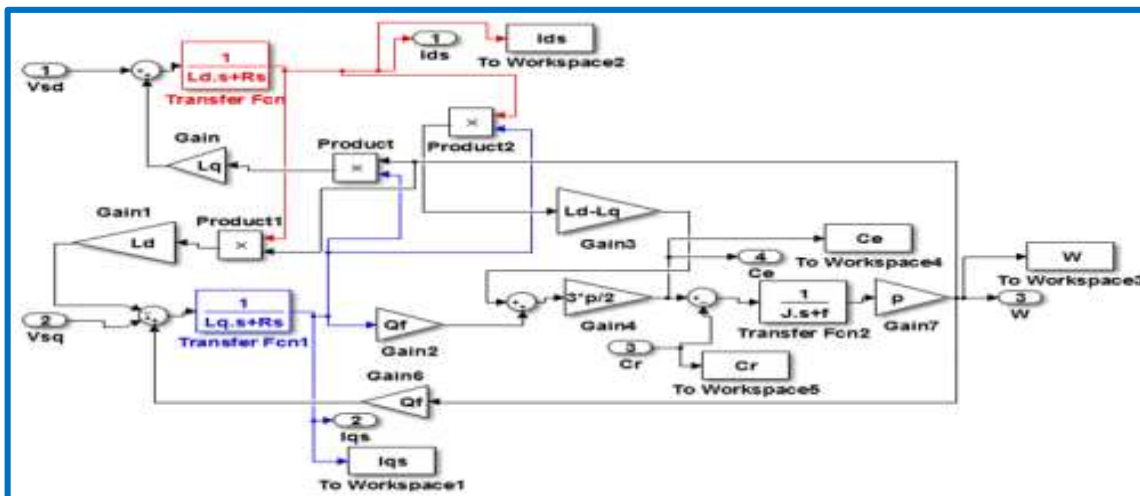 1
Vsd
1
Ld.s+Rs
Transfer Fcn
1
Ids
Ids
To Workspace2
×
Product2
Gain
Lq
Product
×
Gain1
Ld
Product1
×
Ld-Lq
Gain3
Ce
To Workspace4
4
Ce
W
To Workspace3
3
W
2
Vsq
1
Lq.s+Rs
Transfer Fcn1
Qf
Gain2
3*p/2
Gain4
1
J.s+f
Transfer Fcn2
p
Gain7
3
Cr
Cr
To Workspace5
Gain6
Qf
2
Iqs
Iqs
To Workspace1